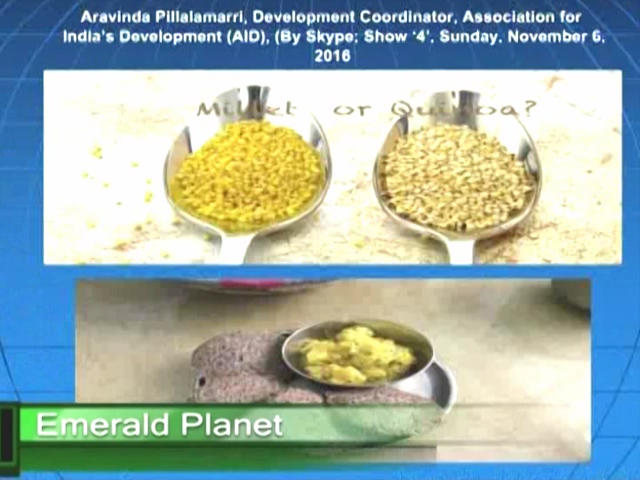 Aravinda Pillalamarri, Development Coordinator, Association for
India's Development (AID), (By Skype; Show '4', Sunday, November 6,
2016
Millet or Quinoa?
Emerald Planet